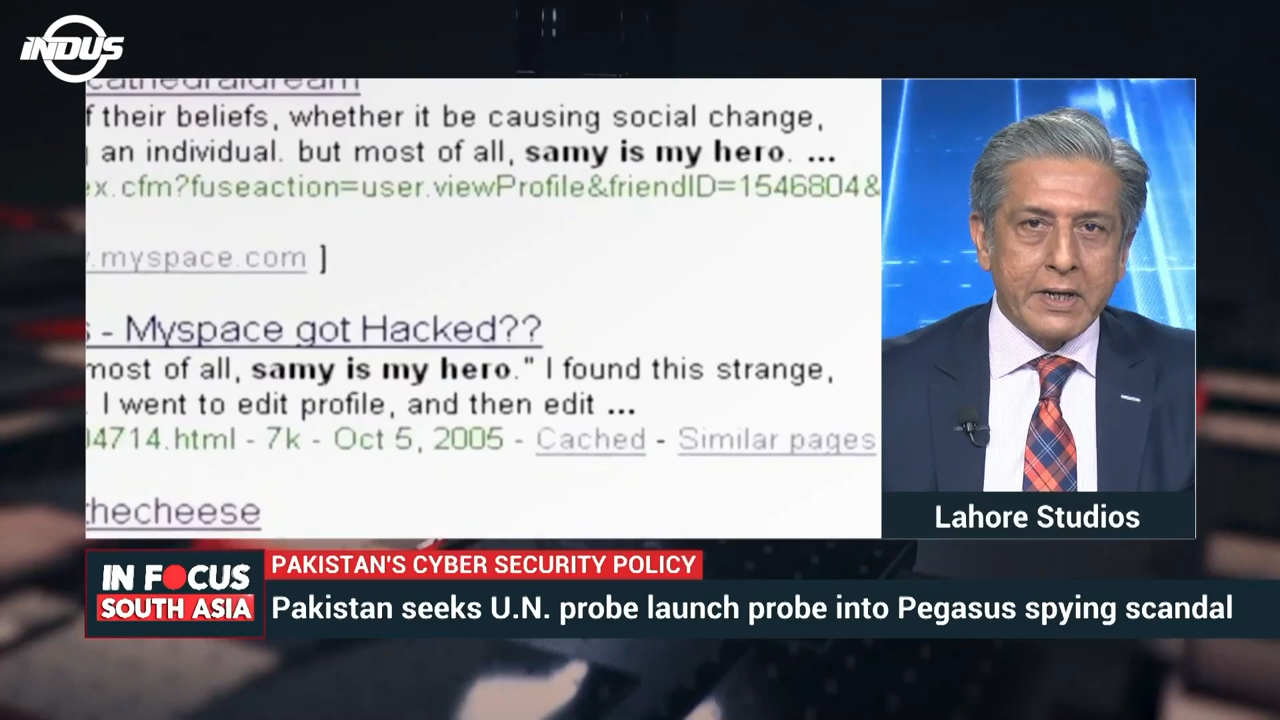 INDUS
cathedraldream
f their beliefs, whether it be causing social change,
an individual. but most of all, samy is my hero. ...
ex.cfm?fuseaction=user.viewProfile&friendID=1546804&
.myspace.com ]
s - Myspace got Hacked??
most of all, samy is my hero." I found this strange,
. I went to edit profile, and then edit ...
04714.html - 7k - Oct 5, 2005 - Cached - Similar pages
thecheese
Lahore Studios
IN FOCUS
SOUTH ASIA
PAKISTAN'S CYBER SECURITY POLICY
Pakistan seeks U.N. probe launch probe into Pegasus spying scandal